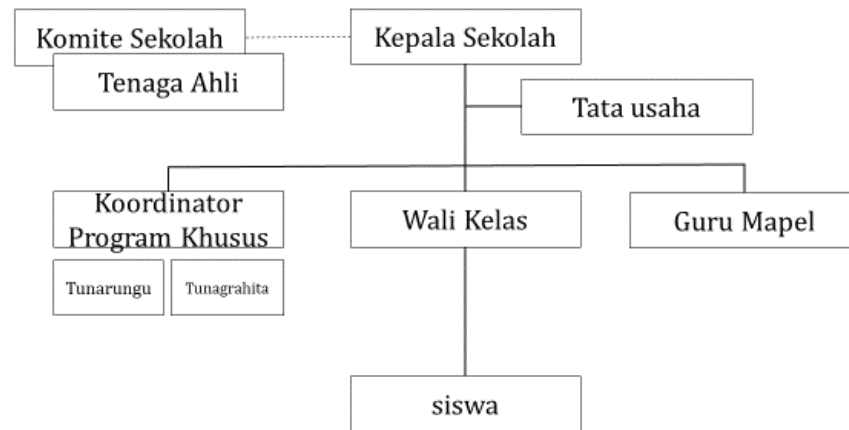 Komite Sekolah
Kepala Sekolah
Tenaga Ahli
Tata usaha
Koordinator
Program Khusus
Wali Kelas
Guru Mapel
Tunarungu
Tunagrahita
siswa